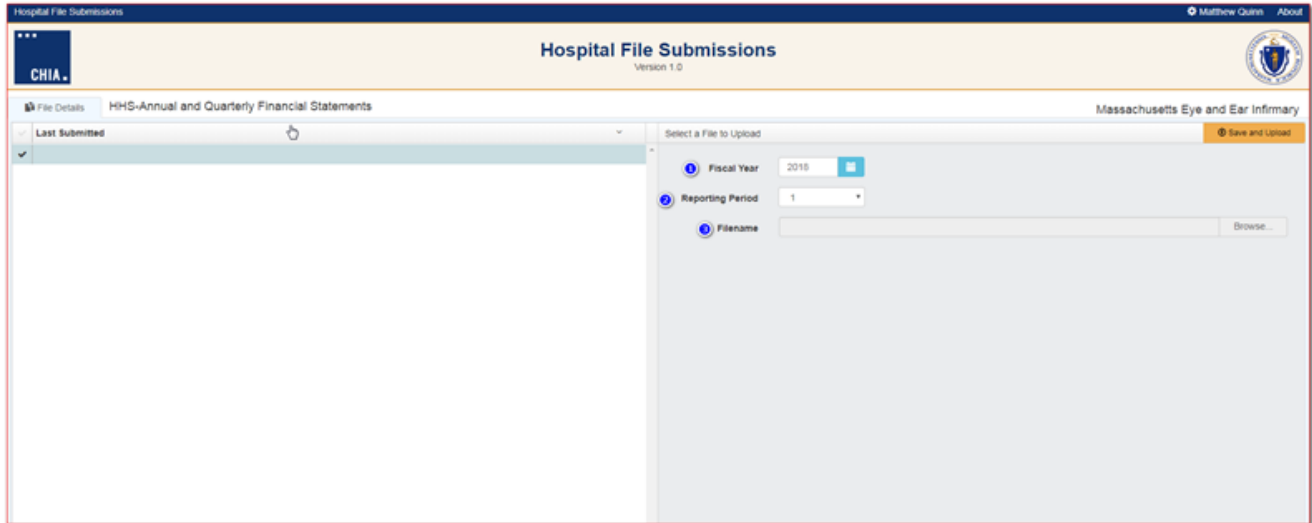 Hospital File Submissions
Matthew Quinn About
CHIA.
Hospital File Submissions
Version 1.0
File Details HHS-Annual and Quarterly Financial Statements
Massachusetts Eye and Ear Infirmary
Last Submitted
Select a File to Upload
Save and Upload
1 Fiscal Year 2016
2 Reporting Period 1
3 Filename Browse...